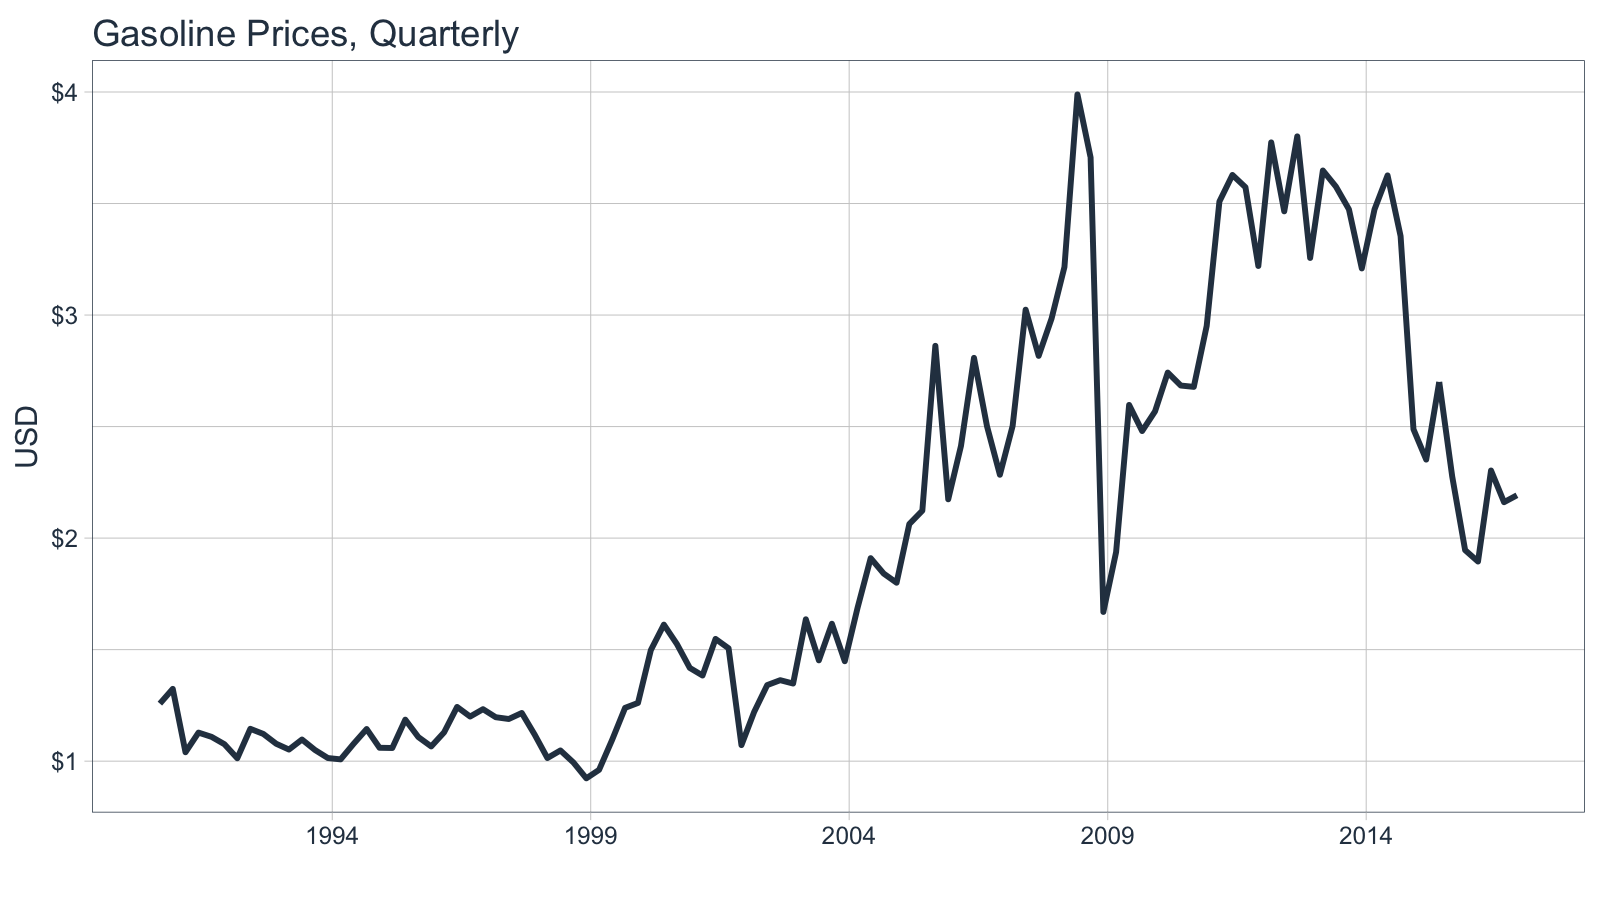 Gasoline Prices, Quarterly
$4
$3
$2
$1
USD
1994 1999 2004 2009 2014